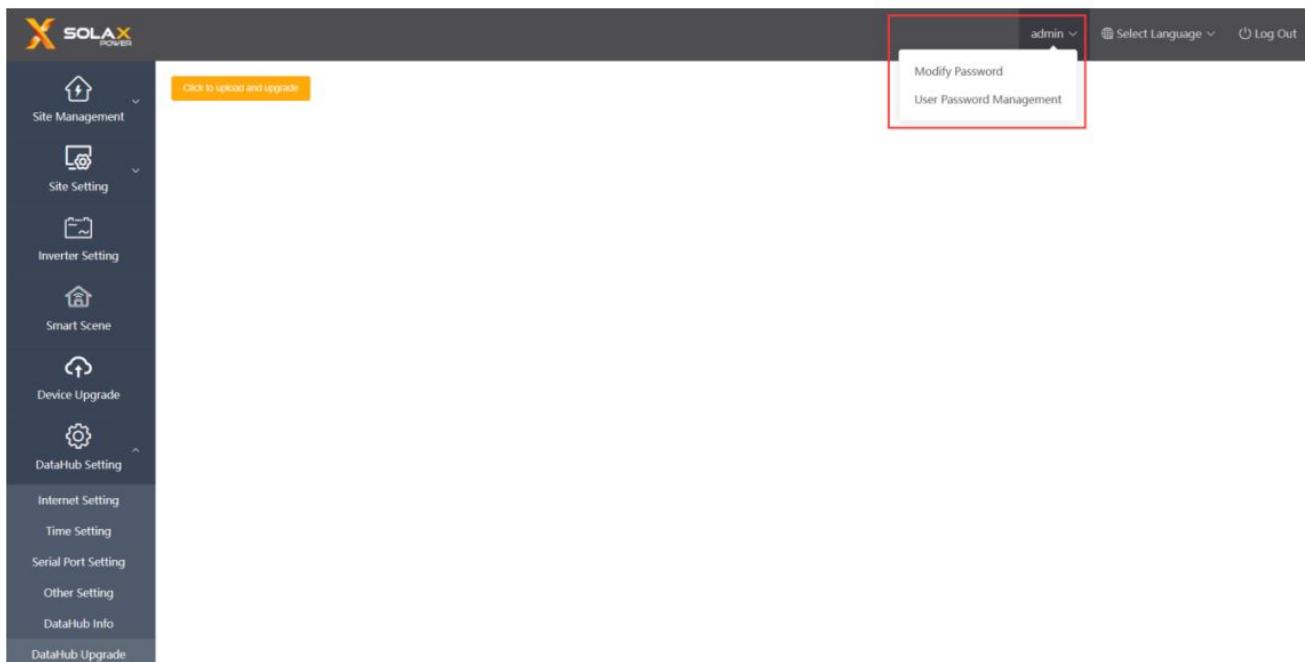 SOLAX
POWER
admin
Select Language
Log Out
Modify Password
User Password Management
Click to upload and upgrade
Site Management
Site Setting
Inverter Setting
Smart Scene
Device Upgrade
DataHub Setting
Internet Setting
Time Setting
Serial Port Setting
Other Setting
DataHub Info
DataHub Upgrade